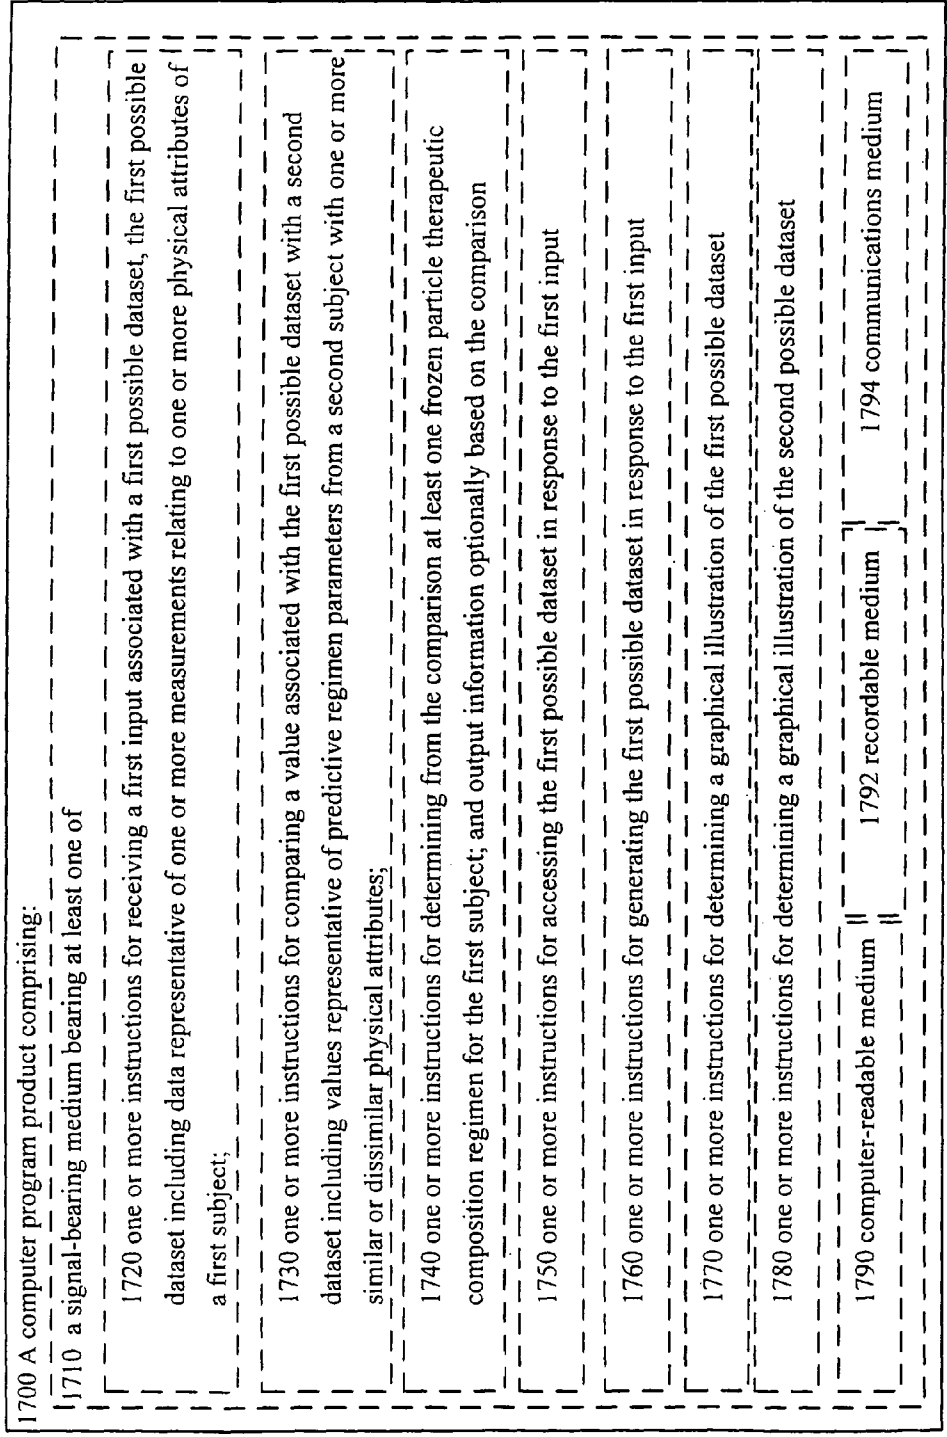 1700 A computer program product comprising:
1710 a signal-bearing medium bearing at least one of
1720 one or more instructions for receiving a first input associated with a first possible dataset, the first possible
dataset including data representative of one or more measurements relating to one or more physical attributes of
a first subject;
1730 one or more instructions for comparing a value associated with the first possible dataset with a second
dataset including values representative of predictive regimen parameters from a second subject with one or more
similar or dissimilar physical attributes;
1740 one or more instructions for determining from the comparison at least one frozen particle therapeutic
composition regimen for the first subject; and output information optionally based on the comparison
1750 one or more instructions for accessing the first possible dataset in response to the first input
1760 one or more instructions for generating the first possible dataset in response to the first input
1770 one or more instructions for determining a graphical illustration of the first possible dataset
1780 one or more instructions for determining a graphical illustration of the second possible dataset
1790 computer-readable medium
1792 recordable medium
1794 communications medium